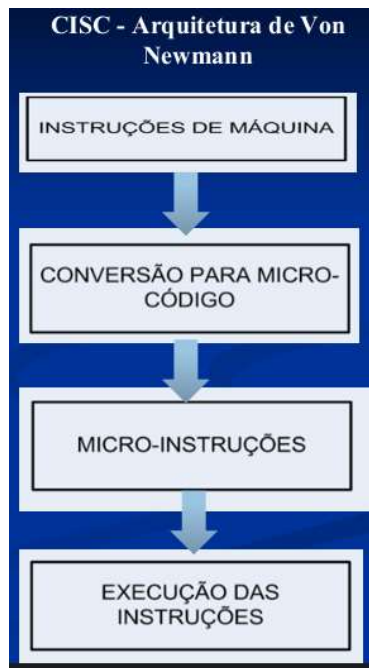 CISC - Arquitetura de Von
Newmann
INSTRUÇÕES DE MÁQUINA
CONVERSÃO PARA MICRO-
CÓDIGO
MICRO-INSTRUÇÕES
EXECUÇÃO DAS
INSTRUÇÕES